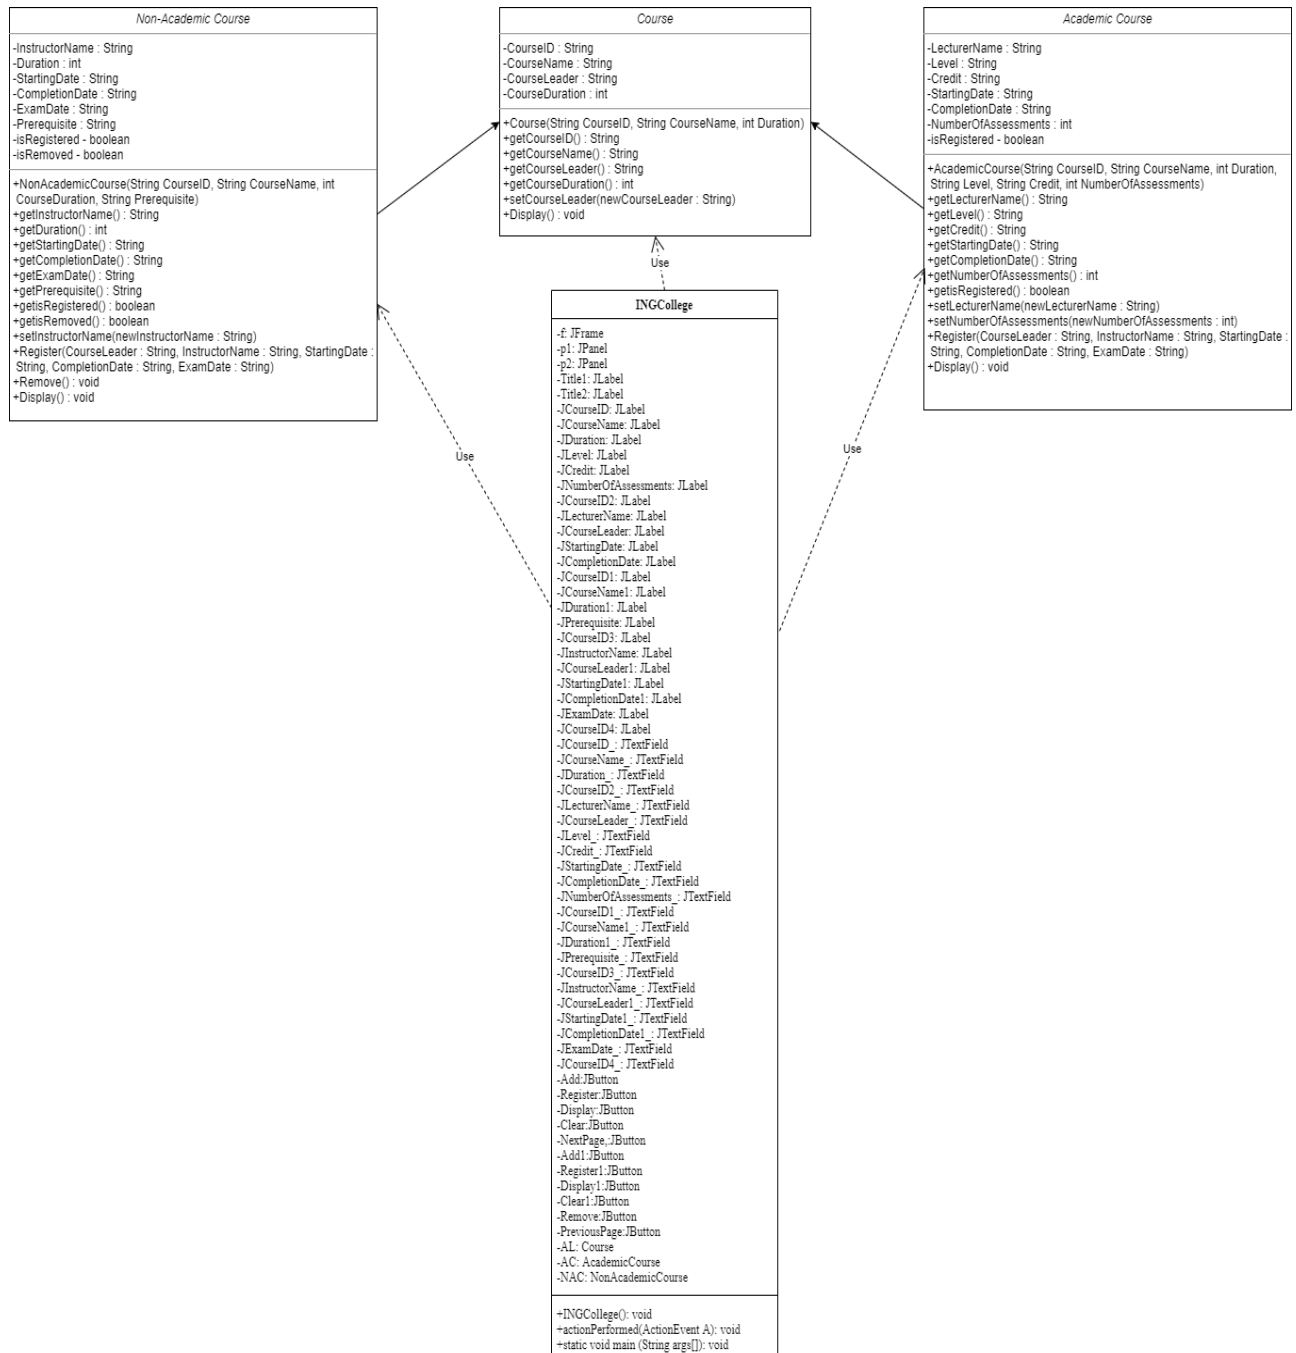 Non-Academic Course
-InstructorName : String
-Duration : int
-StartingDate : String
-CompletionDate : String
-ExamDate : String
-Prerequisite : String
-isRegistered - boolean
-isRemoved - boolean
+NonAcademicCourse(String CourseID, String CourseName, int
CourseDuration, String Prerequisite)
+getInstructorName() : String
+getDuration() : int
+getStartingDate() : String
+getCompletionDate() : String
+getExamDate() : String
+getPrerequisite() : String
+getisRegistered() : boolean
+getisRemoved() : boolean
+setInstructorName(newInstructorName : String)
+Register(CourseLeader : String, InstructorName : String, StartingDate :
String, CompletionDate : String, ExamDate : String)
+Remove() : void
+Display() : void
Course
-CourseID : String
-CourseName : String
-CourseLeader : String
-CourseDuration : int
+Course(String CourseID, String CourseName, int Duration)
+getCourseID() : String
+getCourseName() : String
+getCourseLeader() : String
+getCourseDuration() : int
+setCourseLeader(newCourseLeader : String)
+Display() : void
Academic Course
-LecturerName : String
-Level : String
-Credit : String
-StartingDate : String
-CompletionDate : String
-NumberOfAssessments : int
-isRegistered - boolean
+AcademicCourse(String CourseID, String CourseName, int Duration,
String Level, String Credit, int NumberOfAssessments)
+getLecturerName() : String
+getLevel() : String
+getCredit() : String
+getStartingDate() : String
+getCompletionDate() : String
+getNumberOfAssessments() : int
+getisRegistered() : boolean
+setLecturerName(newLecturerName : String)
+setNumberOfAssessments(newNumberOfAssessments : int)
+Register(CourseLeader : String, InstructorName : String, StartingDate :
String, CompletionDate : String, ExamDate : String)
+Display() : void
Use
Use
Use
INGCollege
-f: JFrame
-p1: JPanel
-p2: JPanel
-Title1: JLabel
-Title2: JLabel
-JCourseID: JLabel
-JCourseName: JLabel
-JDuration: JLabel
-JLevel: JLabel
-JCredit: JLabel
-JNumberOfAssessments: JLabel
-JCourseID2: JLabel
-JLecturerName: JLabel
-JCourseLeader: JLabel
-JStartingDate: JLabel
-JCompletionDate: JLabel
-JCourseID1: JLabel
-JCourseName1: JLabel
-JDuration1: JLabel
-JPrerequisite: JLabel
-JCourseID3: JLabel
-JInstructorName: JLabel
-JCourseLeader1: JLabel
-JStartingDate1: JLabel
-JCompletionDate1: JLabel
-JExamDate: JLabel
-JCourseID4: JLabel
-JCourseID_: JTextField
-JCourseName_: JTextField
-JDuration_: JTextField
-JCourseID2_: JTextField
-JLecturerName_: JTextField
-JCourseLeader_: JTextField
-JLevel_: JTextField
-JCredit_: JTextField
-JStartingDate_: JTextField
-JCompletionDate_: JTextField
-JNumberOfAssessments_: JTextField
-JCourseID1_: JTextField
-JCourseName1_: JTextField
-JDuration1_: JTextField
-JPrerequisite_: JTextField
-JCourseID3_: JTextField
-JInstructorName_: JTextField
-JCourseLeader1_: JTextField
-JStartingDate1_: JTextField
-JCompletionDate1_: JTextField
-JExamDate_: JTextField
-JCourseID4_: JTextField
-Add:JButton
-Register:JButton
-Display:JButton
-Clear:JButton
-NextPage,:JButton
-Add1:JButton
-Register1:JButton
-Display1:JButton
-Clear1:JButton
-Remove:JButton
-PreviousPage:JButton
-AL: Course
-AC: AcademicCourse
-NAC: NonAcademicCourse
+INGCollege(): void
+actionPerformed(ActionEvent A): void
+static void main (String args[]): void